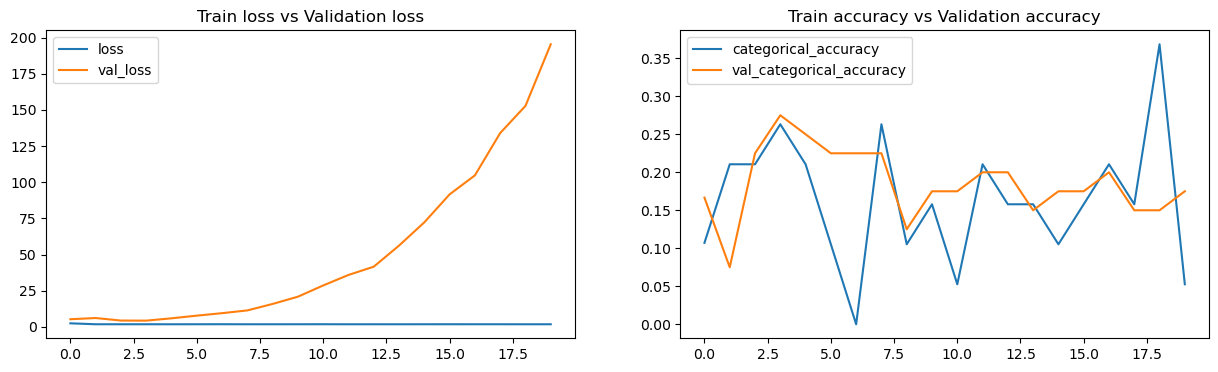 Train loss vs Validation loss
loss
val_loss
200
175
150
125
100
75
50
25
0
0.0 2.5 5.0 7.5 10.0 12.5 15.0 17.5
Train accuracy vs Validation accuracy
categorical_accuracy
val_categorical_accuracy
0.35
0.30
0.25
0.20
0.15
0.10
0.05
0.00
0.0 2.5 5.0 7.5 10.0 12.5 15.0 17.5